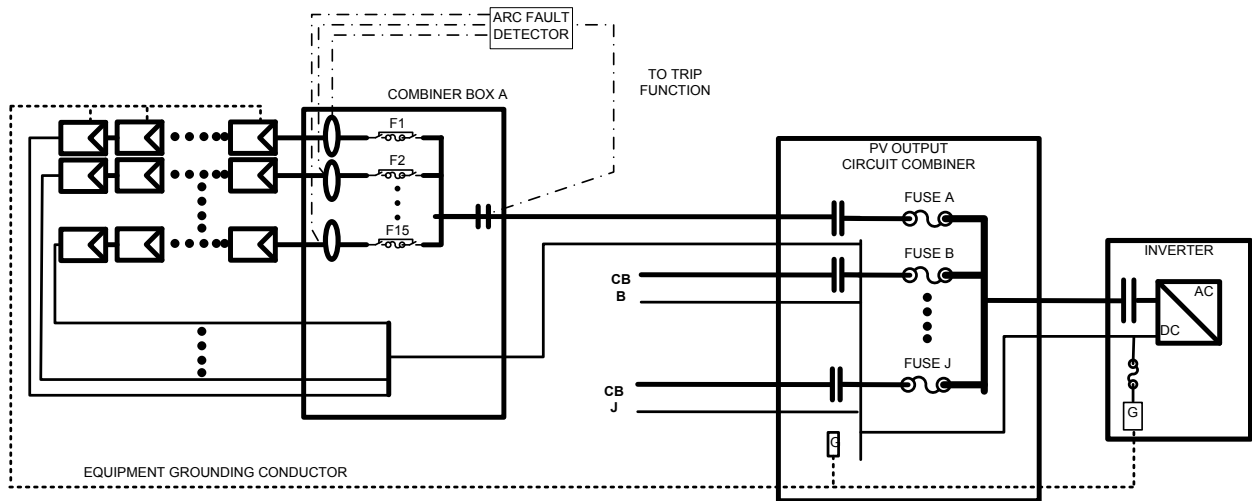 ARC FAULT
DETECTOR
TO TRIP
FUNCTION
COMBINER BOX A
F1
F2
F15
PV OUTPUT
CIRCUIT COMBINER
FUSE A
FUSE B
FUSE J
CB
B
CB
J
G
INVERTER
AC
DC
G
EQUIPMENT GROUNDING CONDUCTOR